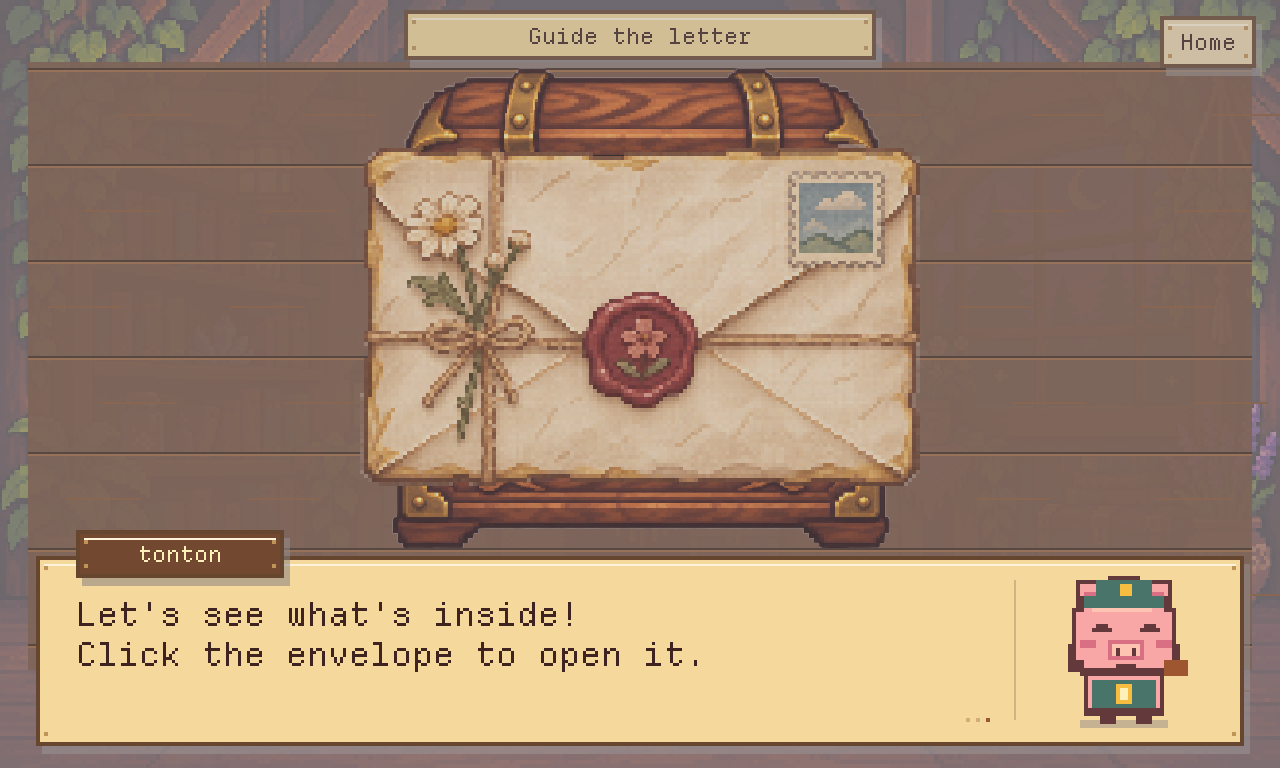 Guide the letter
Home
tonton
Let's see what's inside!
Click the envelope to open it.